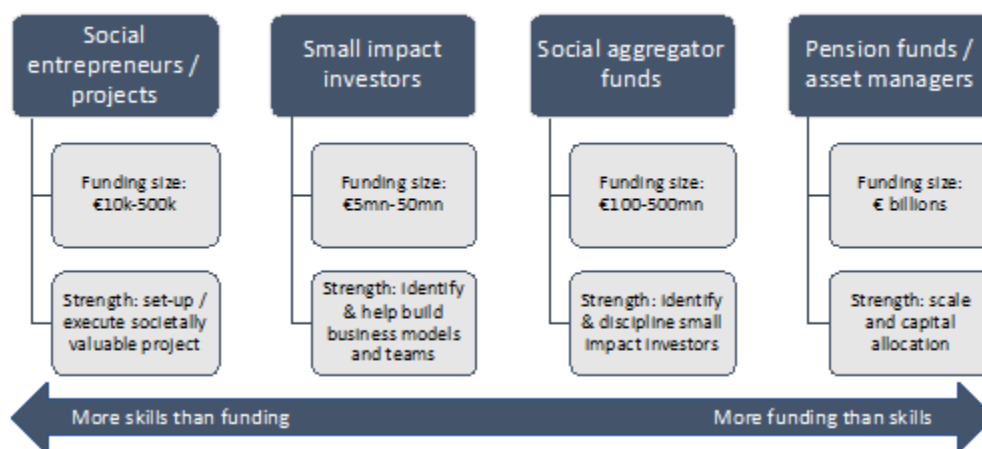 Social
entrepreneurs /
projects
Funding size:
€10k-500k
Strength: set-up /
execute societally
valuable project
Small impact
investors
Funding size:
€5mn-50mn
Strength: Identify
& help build
business models
and teams
Social aggregator
funds
Funding size:
€100-500mn
Strength: identify
& discipline small
impact investors
Pension funds /
asset managers
Funding size:
€ billions
Strength: scale
and capital
allocation
More skills than funding
More funding than skills